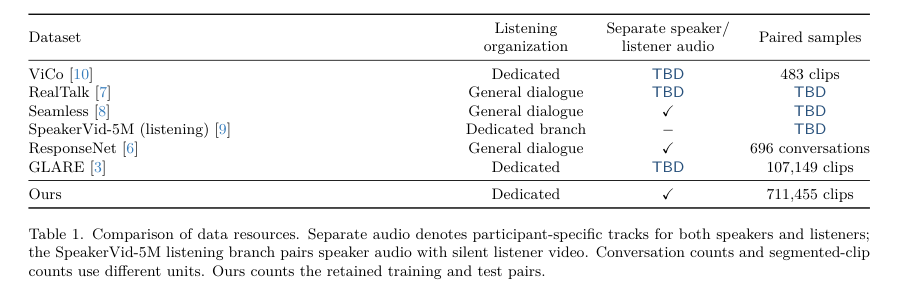 Dataset Listening organization Separate speaker/ listener audio Paired samples
ViCo [10] Dedicated TBD 483 clips
RealTalk [7] General dialogue TBD TBD
Seamless [8] General dialogue ✓ TBD
SpeakerVid-5M (listening) [9] Dedicated branch – TBD
ResponseNet [6] General dialogue ✓ 696 conversations
GLARE [3] Dedicated TBD 107,149 clips
Ours Dedicated ✓ 711,455 clips
Table 1. Comparison of data resources. Separate audio denotes participant-specific tracks for both speakers and listeners;
the SpeakerVid-5M listening branch pairs speaker audio with silent listener video. Conversation counts and segmented-clip
counts use different units. Ours counts the retained training and test pairs.